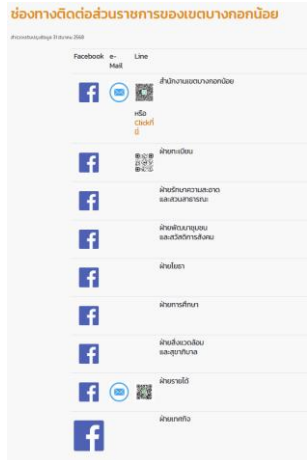 ช่องทางติดต่อส่วนราชการของเขตบางกอกน้อย
Facebook e-Mail Line
สำนักงานเขตบางกอกน้อย
หรือ
Clickที่นี่
ฝ่ายทะเบียน
ฝ่ายรักษาความสะอาด
และสวนสาธารณะ
ฝ่ายพัฒนาชุมชน
และสวัสดิการสังคม
ฝ่ายโยธา
ฝ่ายการศึกษา
ฝ่ายสิ่งแวดล้อม
และสุขาภิบาล
ฝ่ายรายได้
ฝ่ายเทศกิจ